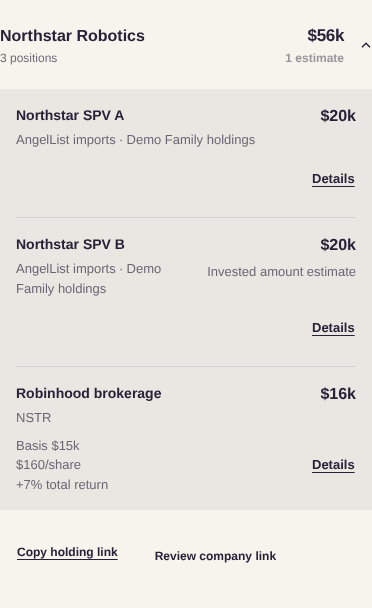 Northstar Robotics
$56k
3 positions
1 estimate
Northstar SPV A
$20k
AngelList imports · Demo Family holdings
Details
Northstar SPV B
$20k
AngelList imports · Demo
Family holdings
Invested amount estimate
Details
Robinhood brokerage
$16k
NSTR
Basis $15k
$160/share
+7% total return
Details
Copy holding link
Review company link